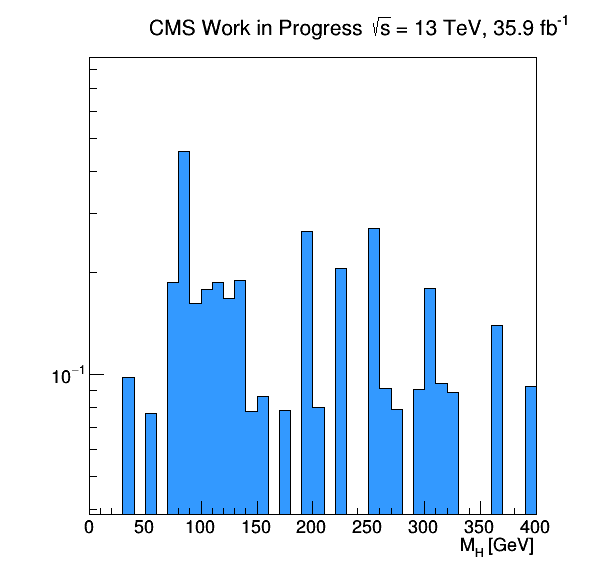 CMS Work in Progress √s = 13 TeV, 35.9 fb⁻¹
10⁻¹
0 50 100 150 200 250 300 350 400
M_H [GeV]